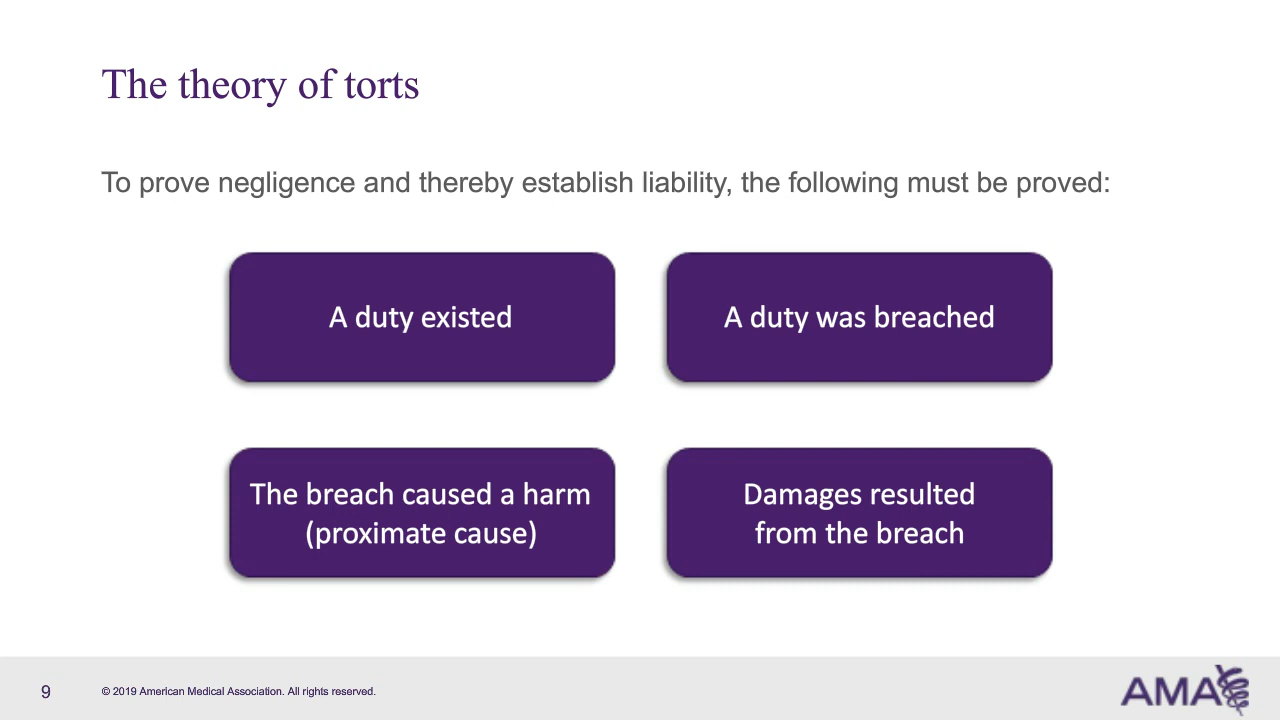 The theory of torts
To prove negligence and thereby establish liability, the following must be proved:
A duty existed
A duty was breached
The breach caused a harm
(proximate cause)
Damages resulted
from the breach
9
© 2019 American Medical Association. All rights reserved.
AMA